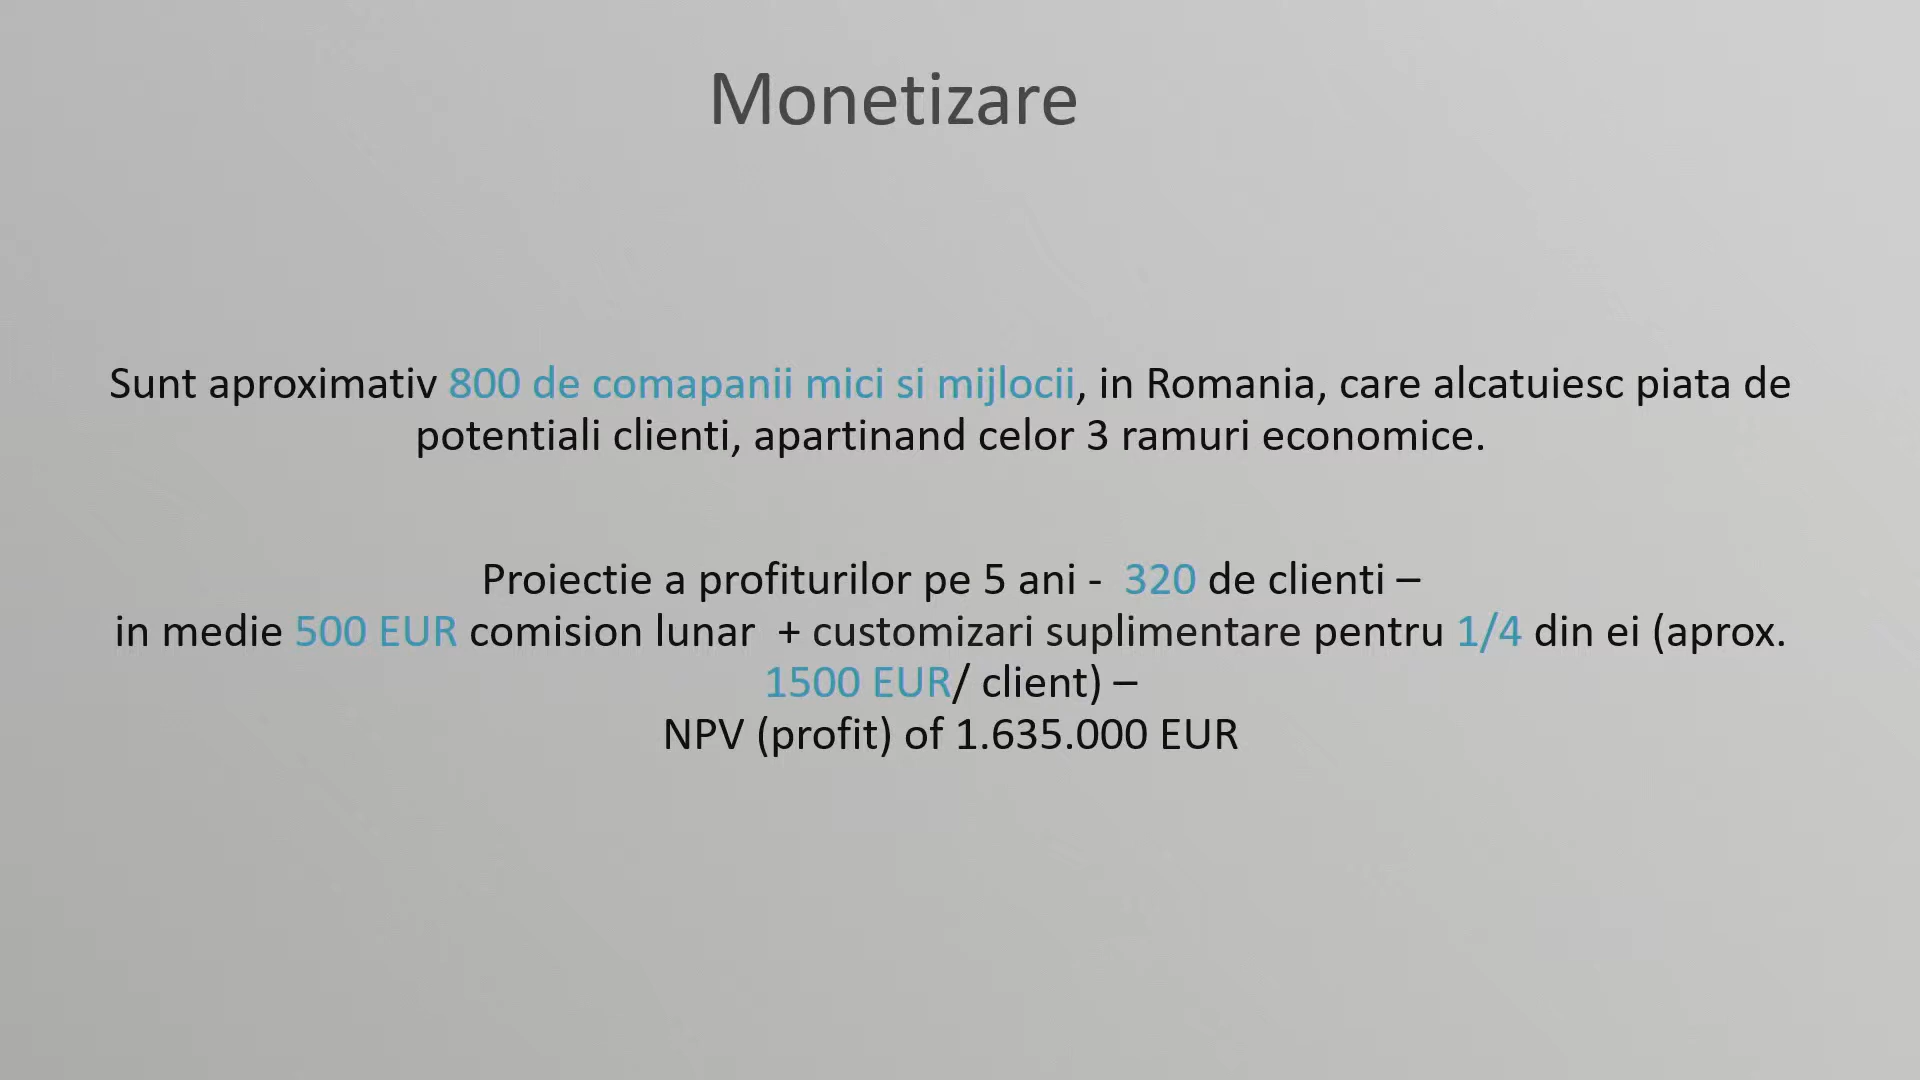 Monetizare
Sunt aproximativ 800 de comapanii mici si mijlocii, in Romania, care alcatuiesc piata de
potentiali clienti, apartinand celor 3 ramuri economice.
Proiectie a profiturilor pe 5 ani -  320 de clienti –
in medie 500 EUR comision lunar  + customizari suplimentare pentru 1/4 din ei (aprox.
1500 EUR/ client) –
NPV (profit) of 1.635.000 EUR